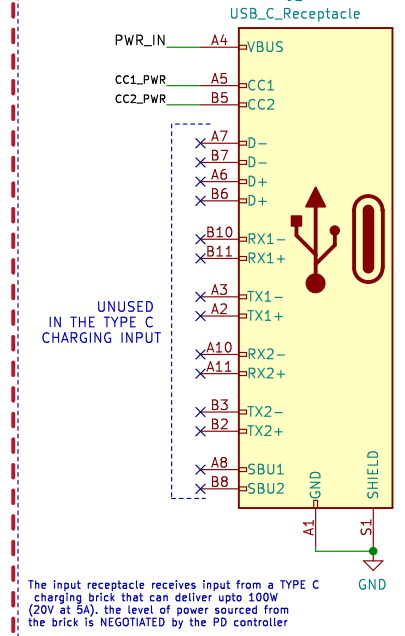 USB_C_Receptacle
PWR_IN A4 VBUS
CC1_PWR A5 CC1
CC2_PWR B5 CC2
A7 D-
B7 D-
A6 D+
B6 D+
B10 RX1-
B11 RX1+
A3 TX1-
A2 TX1+
UNUSED
IN THE TYPE C
CHARGING INPUT
A10 RX2-
A11 RX2+
B3 TX2-
B2 TX2+
A8 SBU1
B8 SBU2
GND
SHIELD
A1
S1
GND
The input receptacle receives input from a TYPE C
charging brick that can deliver upto 100W
(20V at 5A). the level of power sourced from
the brick is NEGOTIATED by the PD controller